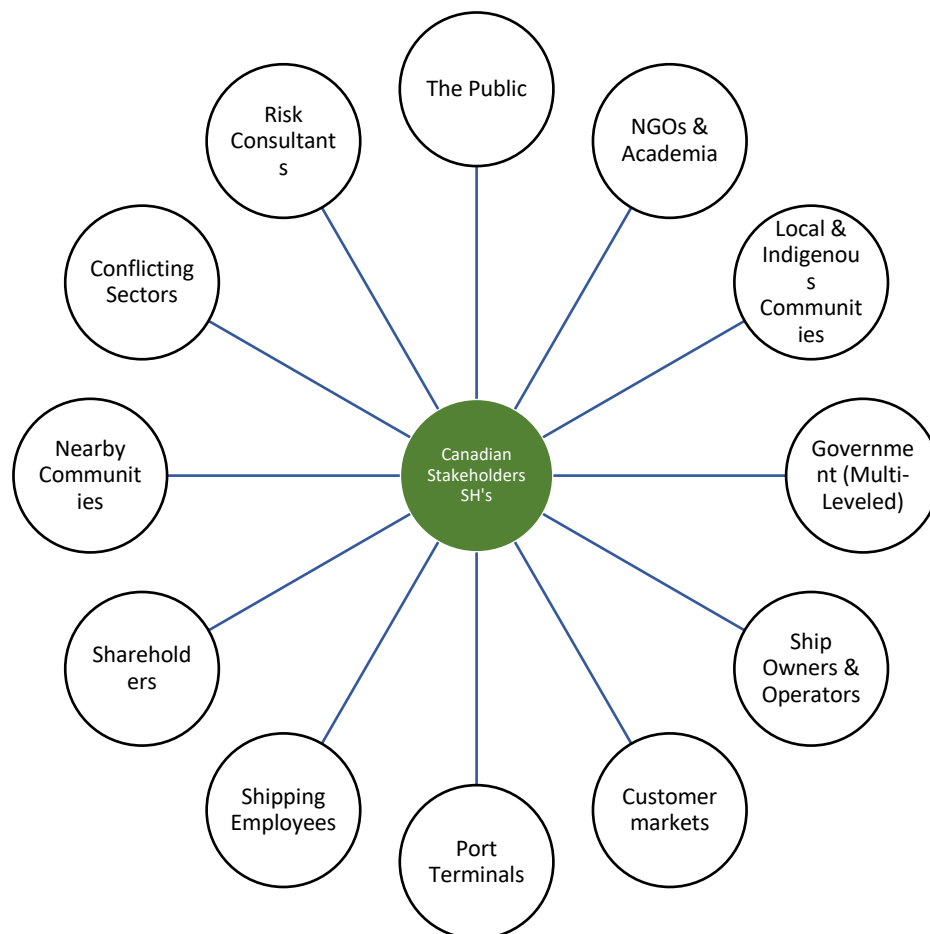 The Public
NGOs &
Academia
Local &
Indigenou
s
Communit
ies
Governme
nt (Multi-
Leveled)
Ship
Owners &
Operators
Customer
markets
Port
Terminals
Shipping
Employees
Sharehold
ers
Nearby
Communit
ies
Conflicting
Sectors
Risk
Consultant
s
Canadian
Stakeholders
SH's